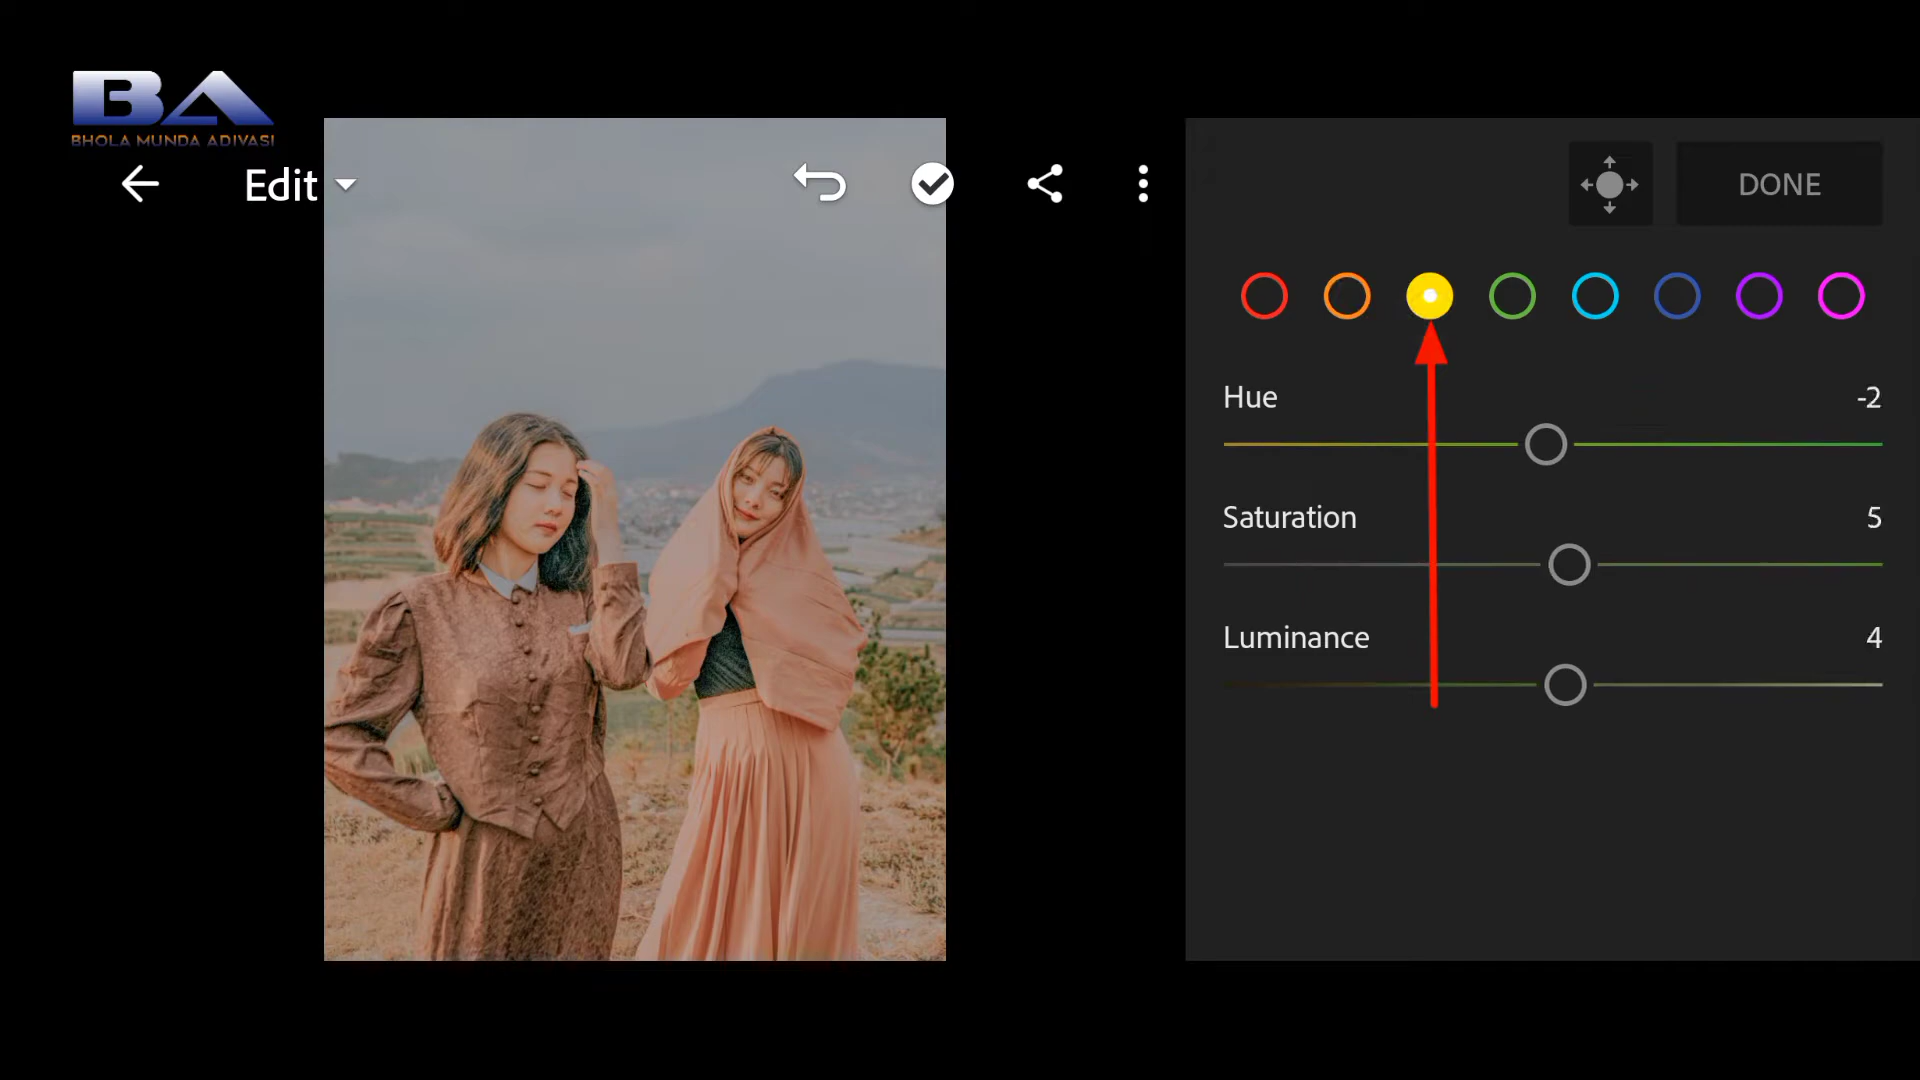 BA
BHOLA MUNDA ADIVASI
Edit
DONE
Hue -2
Saturation 5
Luminance 4